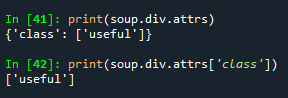 In [41]: print(soup.div.attrs)
{'class': ['useful']}
In [42]: print(soup.div.attrs['class'])
['useful']